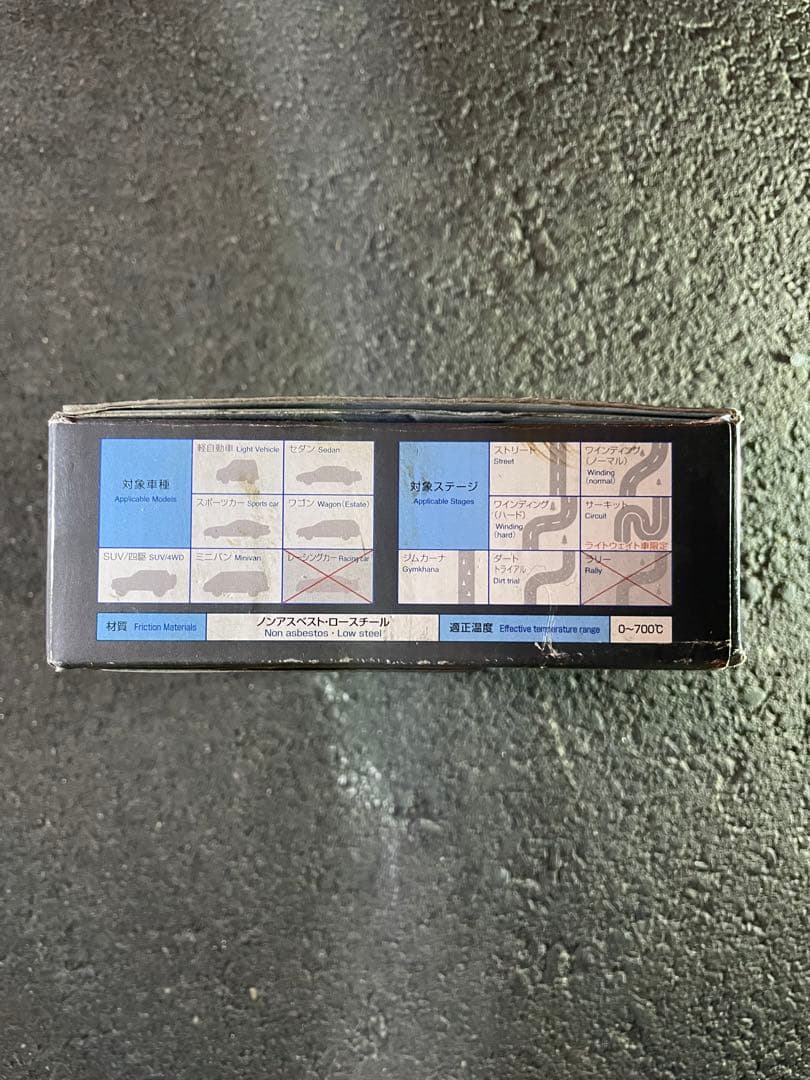 対象車種
Applicable Models
軽自動車 Light Vehicle
セダン Sedan
スポーツカー Sports car
ワゴン Wagon(Estate)
SUV/四駆 SUV/4WD
ミニバン Minivan
レーシングカー Racing car
対象ステージ
Applicable Stages
ストリート
Street
ワインディング
(ノーマル)
Winding
(normal)
ワインディング
(ハード)
Winding
(hard)
サーキット
Circuit
ライトウェイト車限定
ジムカーナ
Gymkhana
ダート
トライアル
Dirt trial
ラリー
Rally
材質 Friction Materials
ノンアスベスト・ロースチール
Non asbestos・Low steel
適正温度 Effective temperature range
0〜700℃